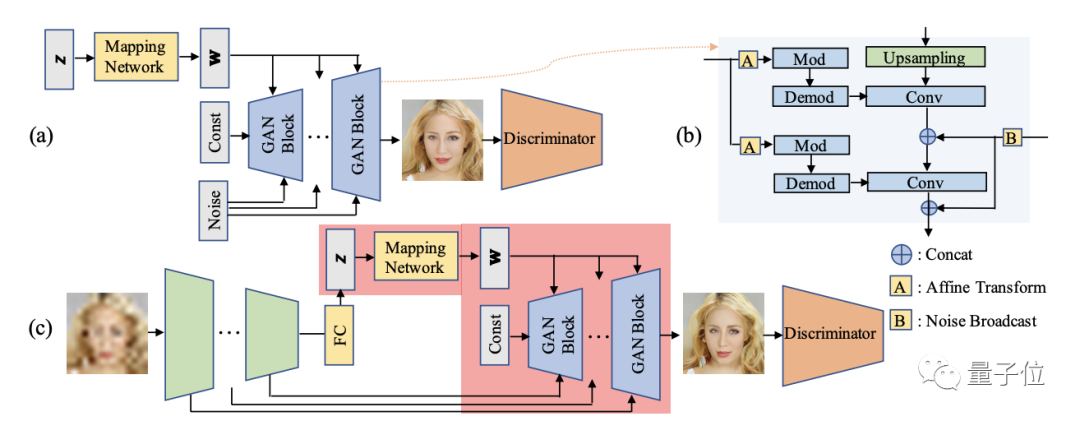 (a)
z
Mapping
Network
w
Const
GAN
Block
...
GAN Block
Noise
Discriminator
(b)
A
Mod
Demod
Upsampling
Conv
B
A
Mod
Demod
Conv
: Concat
A : Affine Transform
B : Noise Broadcast
(c)
...
FC
z
Mapping
Network
w
Const
GAN
Block
...
GAN Block
Discriminator
量子位